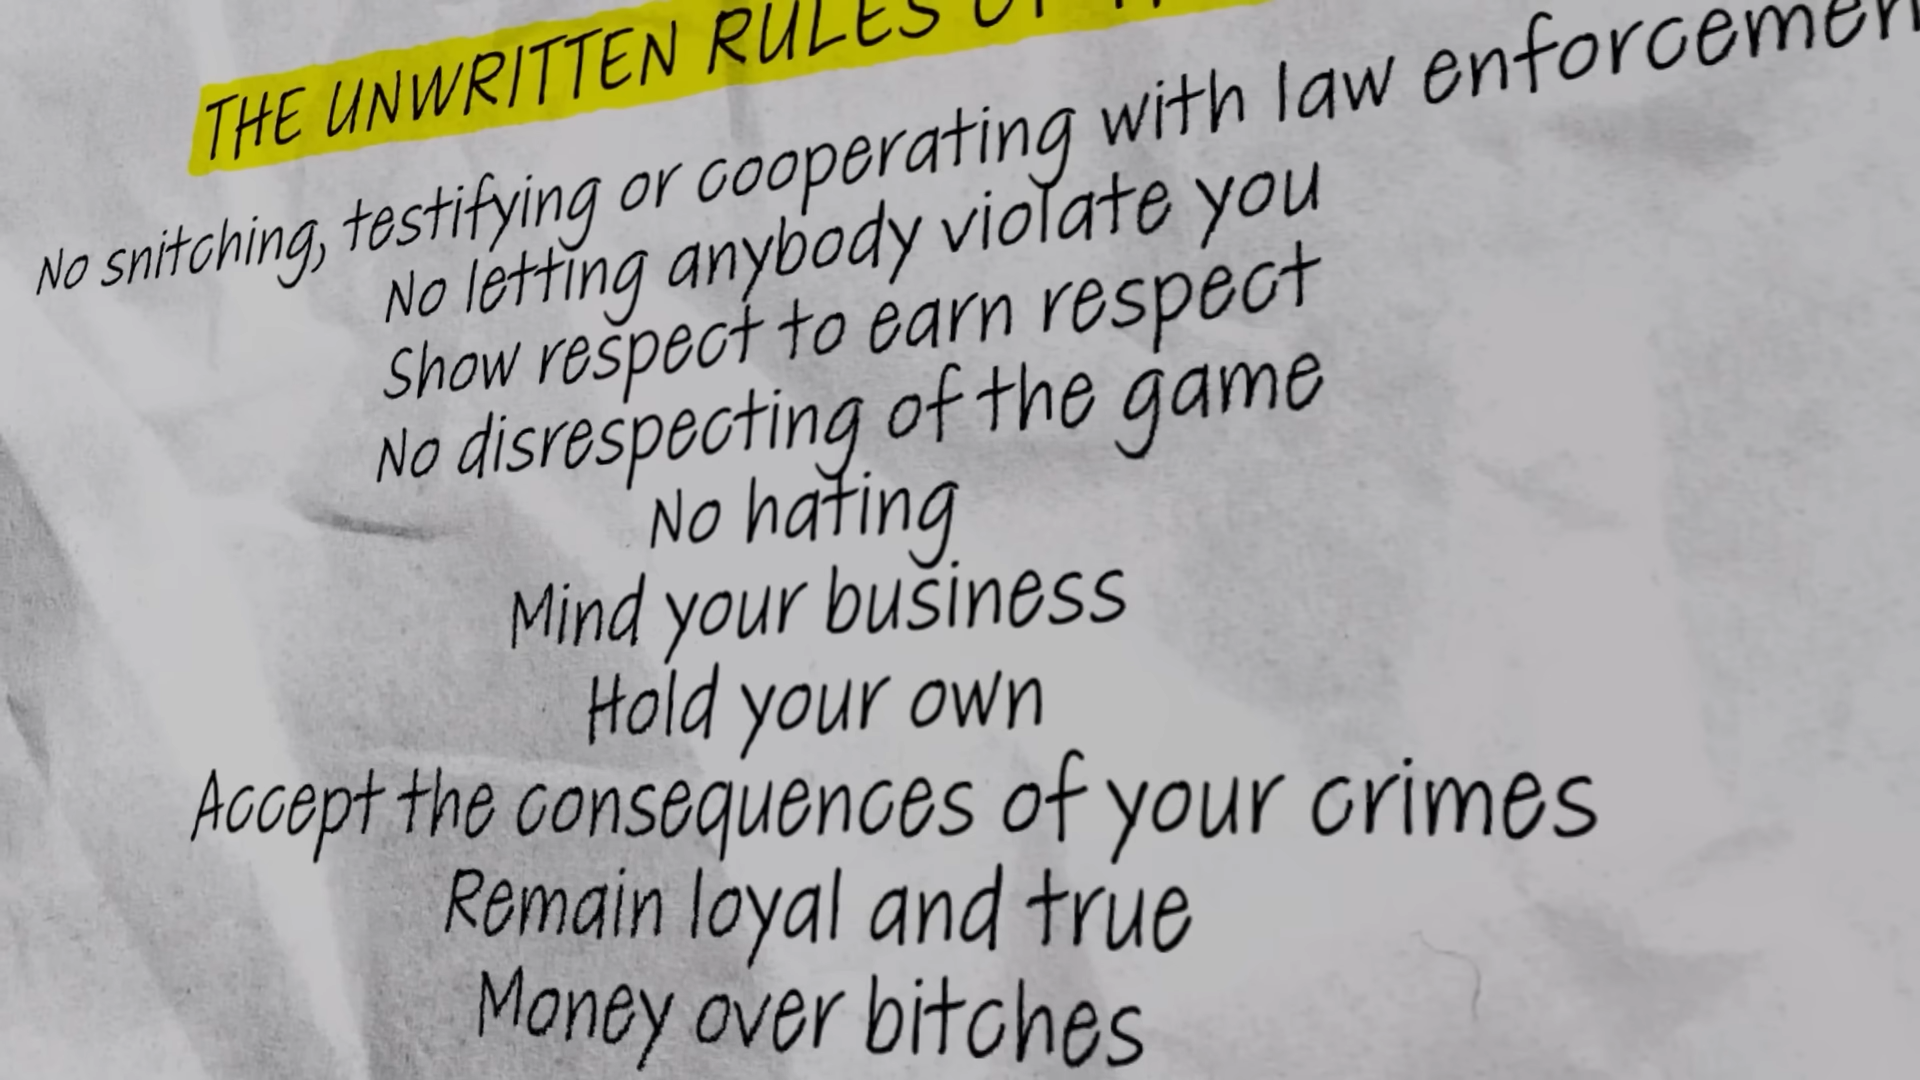 THE UNWRITTEN RULES
No snitching, testifying or cooperating with law
No letting anybody violate you
Show respect to earn respect
No disrespecting of the game
No hating
Mind your business
Hold your own
Accept the consequences of your crimes
Remain loyal and true
Money over bitches